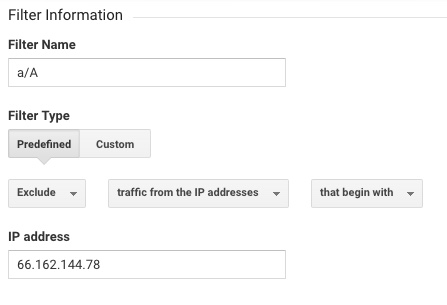 Filter Information
Filter Name
a/A
Filter Type
Predefined Custom
Exclude traffic from the IP addresses that begin with
IP address
66.162.144.78